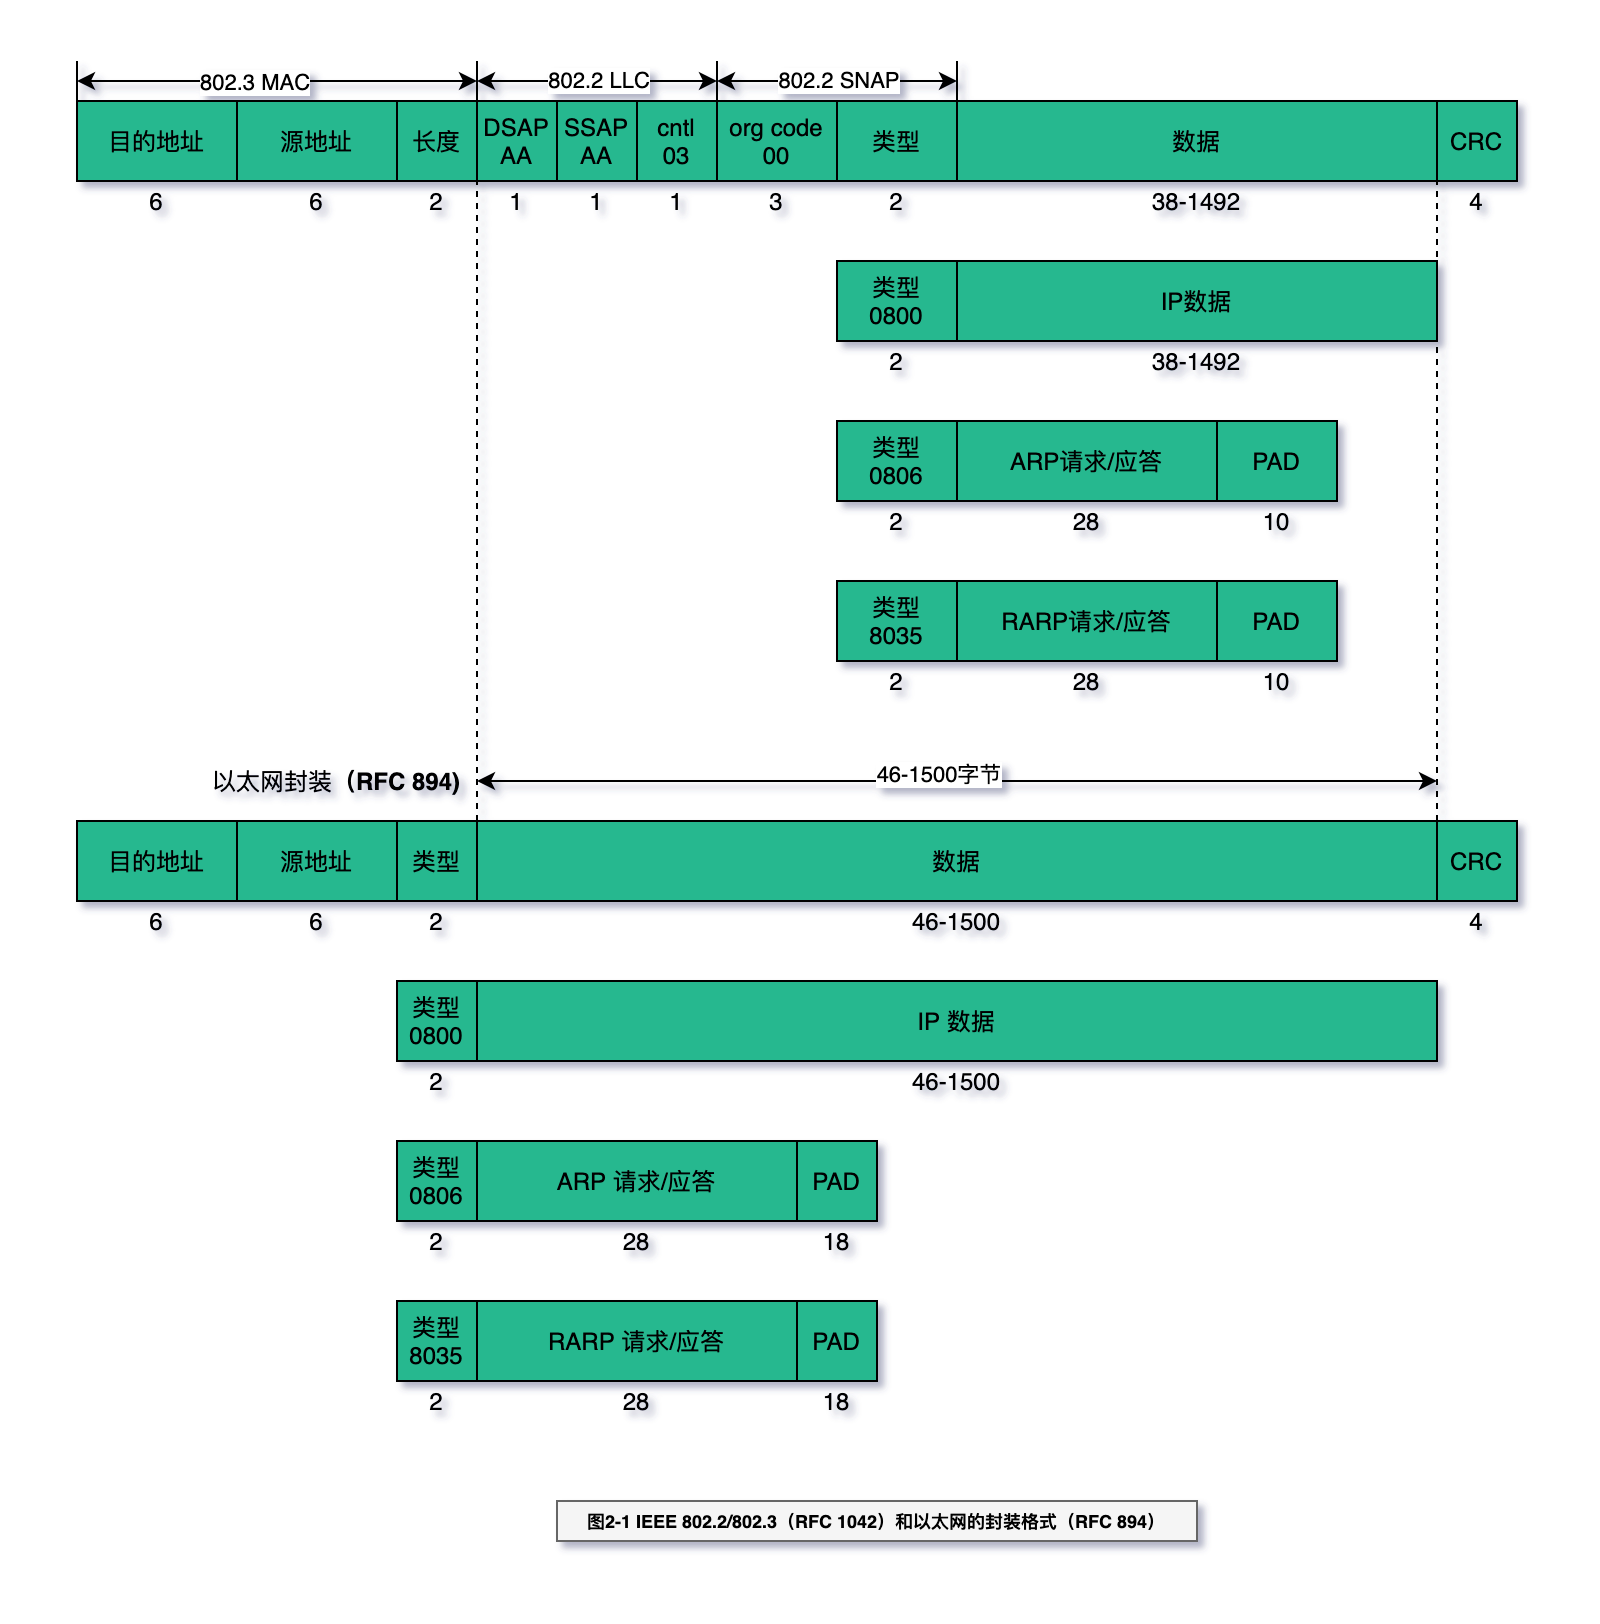 802.3 MAC
802.2 LLC
802.2 SNAP
目的地址
源地址
长度
DSAP
AA
SSAP
AA
cntl
03
org code
00
类型
数据
CRC
6
6
2
1
1
1
3
2
38-1492
4
类型
0800
IP数据
2
38-1492
类型
0806
ARP请求/应答
PAD
2
28
10
类型
8035
RARP请求/应答
PAD
2
28
10
以太网封装（RFC 894)
46-1500字节
目的地址
源地址
类型
数据
CRC
6
6
2
46-1500
4
类型
0800
IP 数据
2
46-1500
类型
0806
ARP 请求/应答
PAD
2
28
18
类型
8035
RARP 请求/应答
PAD
2
28
18
图2-1 IEEE 802.2/802.3（RFC 1042）和以太网的封装格式（RFC 894）